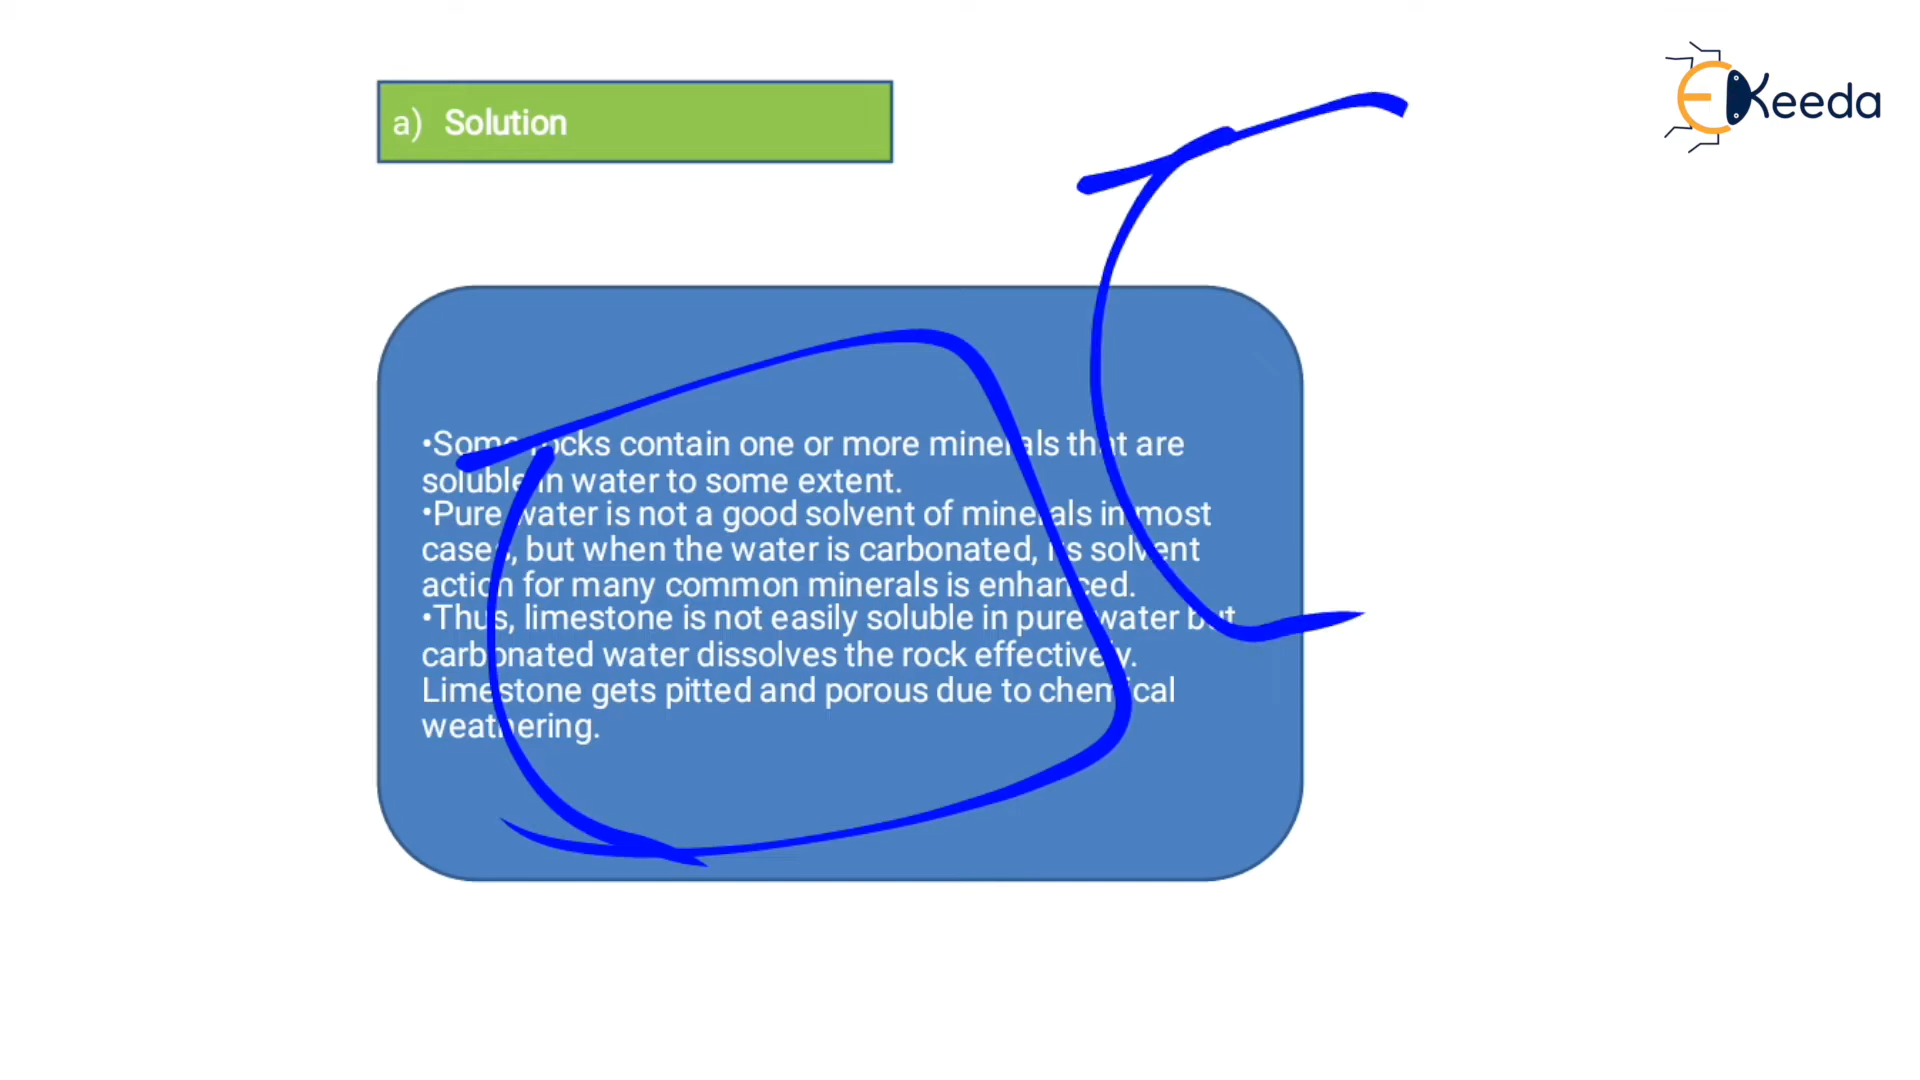 a) Solution
EKeeda
•Some rocks contain one or more minerals that are
soluble in water to some extent.
•Pure water is not a good solvent of minerals in most
cases, but when the water is carbonated, its solvent
action for many common minerals is enhanced.
•Thus, limestone is not easily soluble in pure water but
carbonated water dissolves the rock effectively.
Limestone gets pitted and porous due to chemical
weathering.